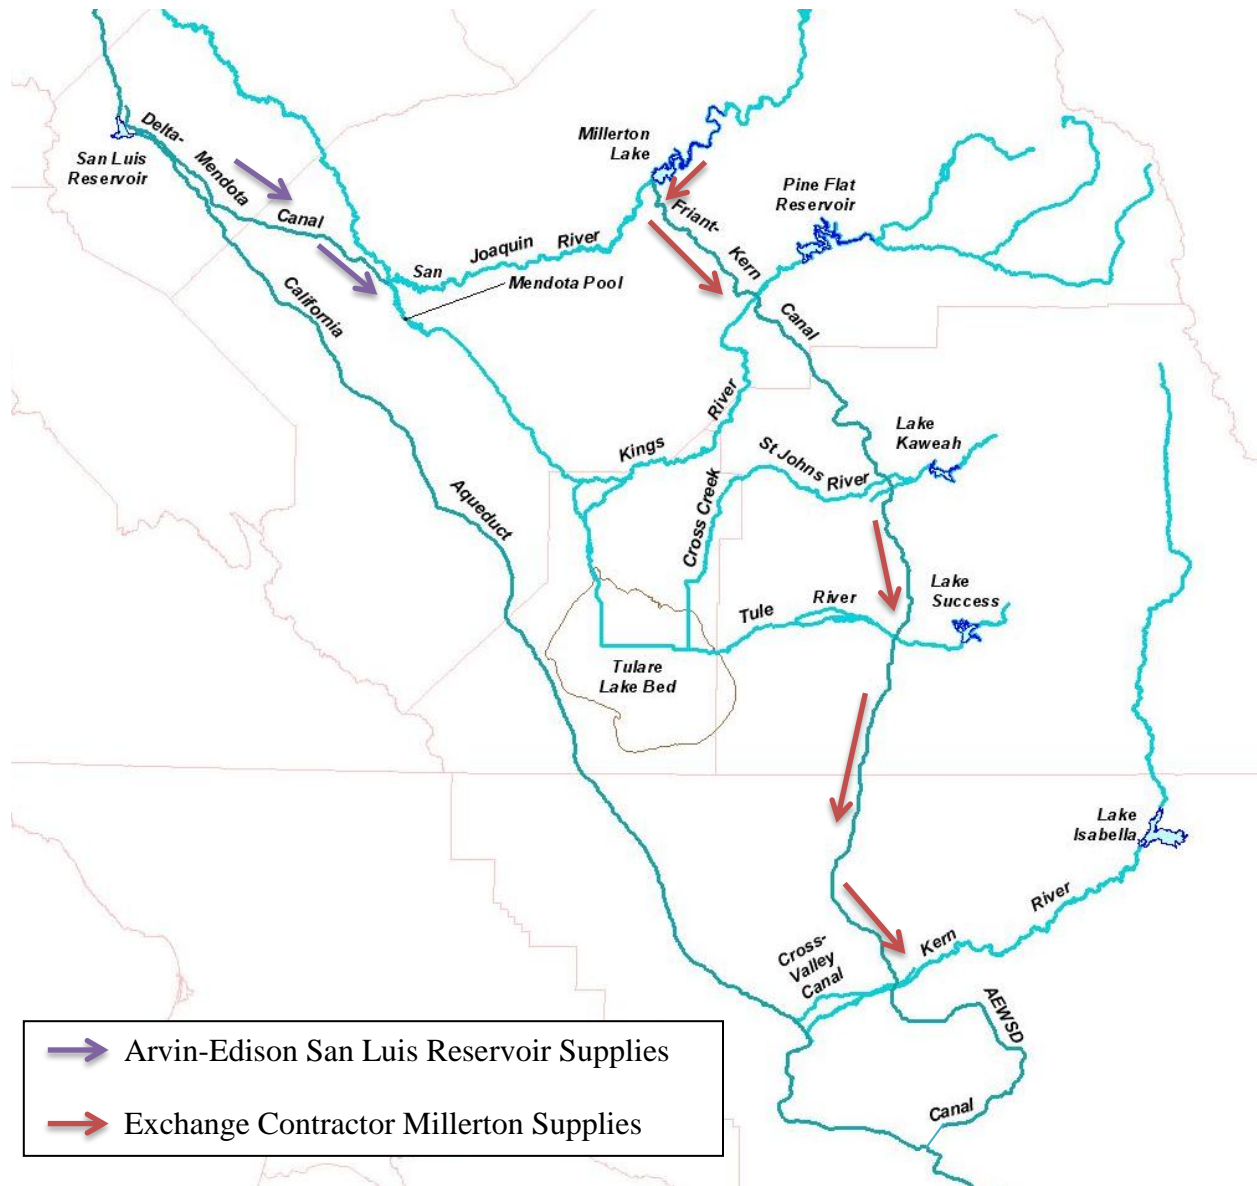 Millerton
Lake
Delta-
Mendota
Canal
San Luis
Reservoir
Pine Flat
Reservoir
Friant-
Kern
Canal
San
Joaquin
River
Mendota Pool
California
Aqueduct
Kings
River
Lake
Kaweah
St Johns
River
Cross Creek
Lake
Success
Tule
River
Tulare
Lake Bed
Lake
Isabella
Kern
River
Cross-
Valley
Canal
AEWSD
Canal
Arvin-Edison San Luis Reservoir Supplies
Exchange Contractor Millerton Supplies